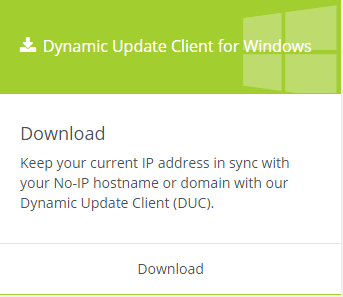 Dynamic Update Client for Windows
Download
Keep your current IP address in sync with
your No-IP hostname or domain with our
Dynamic Update Client (DUC).
Download